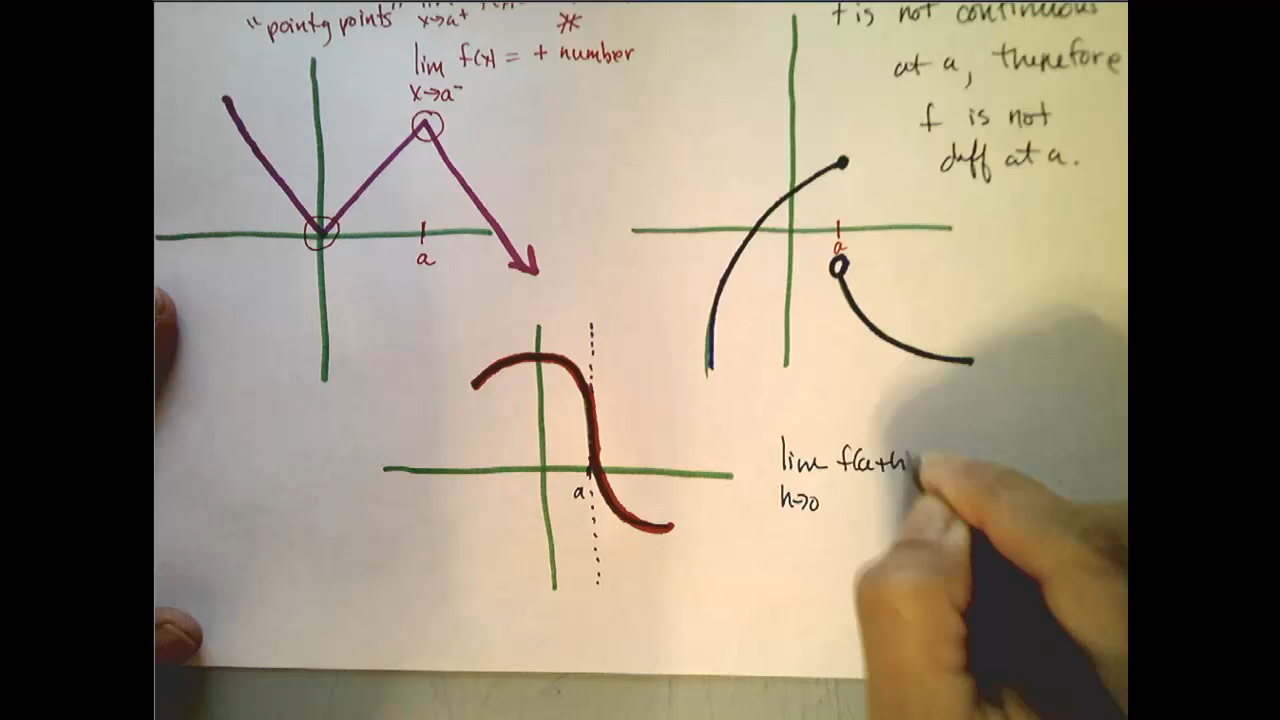 "pointy points"
x→a⁺
*
lim f(x) = + number
x→a⁻
a
f is not continuous
at a, therefore
f is not
diff at a.
a
a
lim f(a+h
h→0